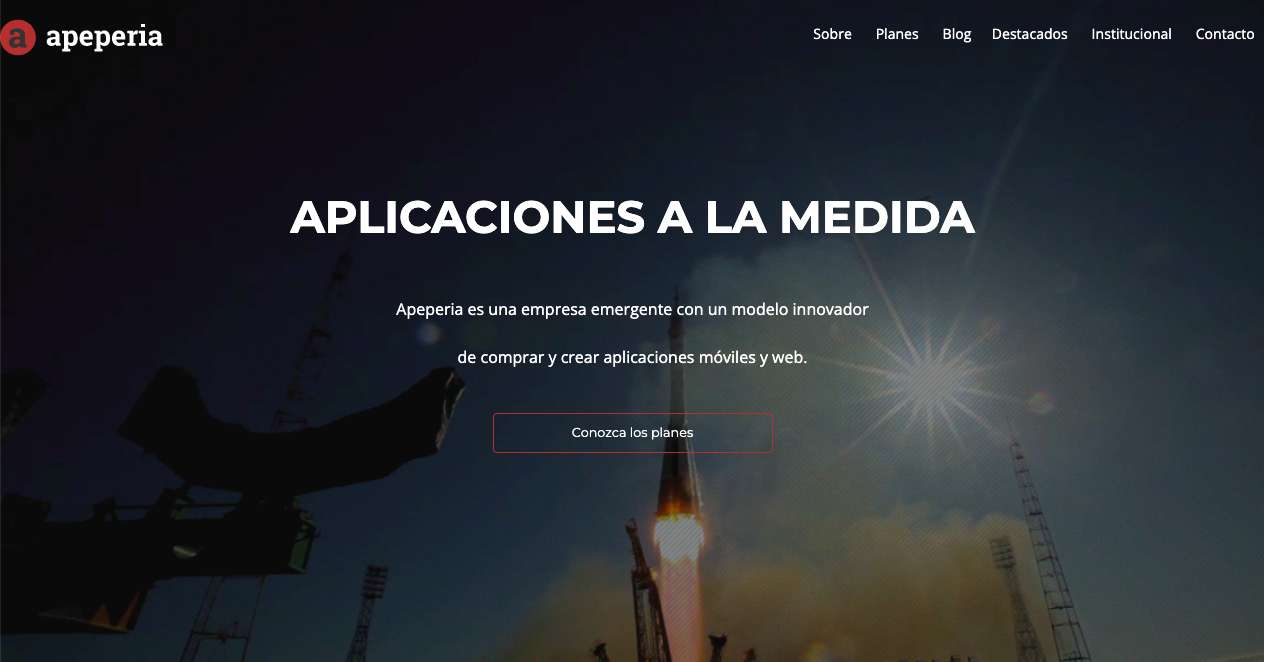 a apeperia
Sobre Planes Blog Destacados Institucional Contacto
APLICACIONES A LA MEDIDA
Apeperia es una empresa emergente con un modelo innovador
de comprar y crear aplicaciones móviles y web.
Conozca los planes